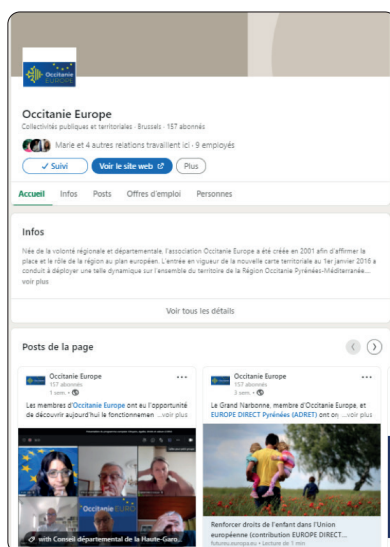 Occitanie
EUROPE
Occitanie Europe
Collectivités publiques et territoriales · Brussels · 157 abonnés
Marie et 4 autres relations travaillent ici · 9 employés
✓ Suivi
Voir le site web
Plus
Accueil
Infos
Posts
Offres d'emploi
Personnes
Infos
Née de la volonté régionale et départementale, l'association Occitanie Europe a été créée en 2001 afin d'affirmer la
place et le rôle de la région au plan européen. L'entrée en vigueur de la nouvelle carte territoriale au 1er janvier 2016 a
conduit à déployer une telle dynamique sur l'ensemble du territoire de la Région Occitanie Pyrénées-Méditerranée...
voir plus
Voir tous les détails
Posts de la page
Occitanie Europe
157 abonnés
1 sem. •
Les membres d'Occitanie Europe ont eu l'opportunité
de découvrir aujourd'hui le fonctionnemen ...voir plus
Occitanie EURO
with Conseil départemental de la Haute-Garo...
Occitanie Europe
157 abonnés
3 sem. •
Le Grand Narbonne, membre d'Occitanie Europe, et
EUROPE DIRECT Pyrénées (ADRET) ont or ...voir plus
Renforcer droits de l'enfant dans l'Union
européenne (contribution EUROPE DIRECT...
futureu.europa.eu • Lecture de 1 min